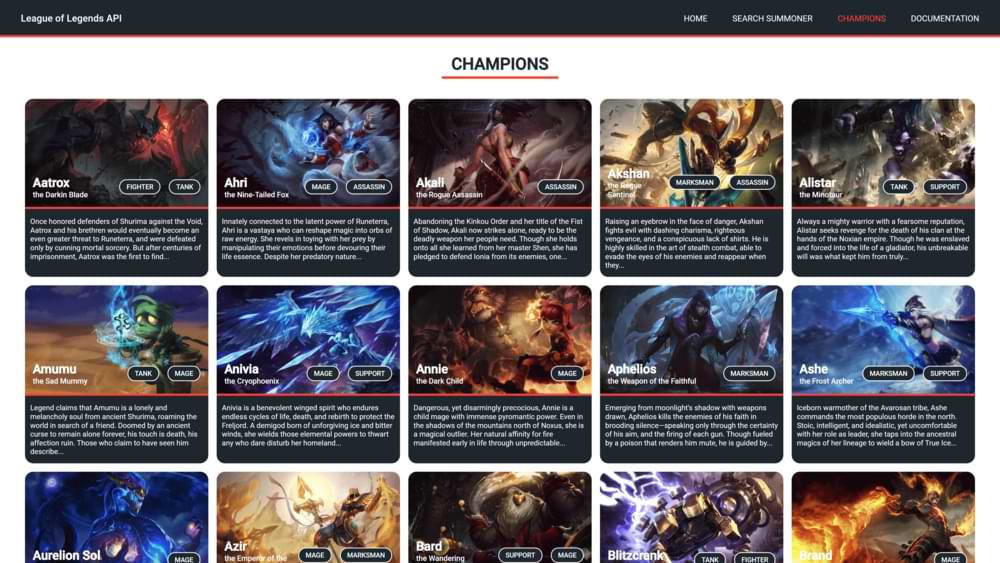 League of Legends API
HOME
SEARCH SUMMONER
CHAMPIONS
DOCUMENTATION
CHAMPIONS
Aatrox
the Darkin Blade
FIGHTER
TANK
Once honored defenders of Shurima against the Void,
Aatrox and his brethren would eventually become an
even greater threat to Runeterra, and were defeated
only by cunning mortal sorcery. But after centuries of
imprisonment, Aatrox was the first to find...
Ahri
the Nine-Tailed Fox
MAGE
ASSASSIN
Innately connected to the latent power of Runeterra,
Ahri is a vastaya who can reshape magic into orbs of
raw energy. She revels in toying with her prey by
manipulating their emotions before devouring their
life essence. Despite her predatory nature...
Akali
the Rogue Assassin
ASSASSIN
Abandoning the Kinkou Order and her title of the Fist
of Shadow, Akali now strikes alone, ready to be the
deadly weapon her people need. Though she holds
onto all she learned from her master Shen, she has
pledged to defend Ionia from its enemies, one...
Akshan
the Rogue
Sentinel
MARKSMAN
ASSASSIN
Raising an eyebrow in the face of danger, Akshan
fights evil with dashing charisma, righteous
vengeance, and a conspicuous lack of shirts. He is
highly skilled in the art of stealth combat, able to
evade the eyes of his enemies and reappear when
they...
Alistar
the Minotaur
TANK
SUPPORT
Always a mighty warrior with a fearsome reputation,
Alistar seeks revenge for the death of his clan at the
hands of the Noxian empire. Though he was enslaved
and forced into the life of a gladiator, his unbreakable
will was what kept him from truly...
Amumu
the Sad Mummy
TANK
MAGE
Legend claims that Amumu is a lonely and
melancholy soul from ancient Shurima, roaming the
world in search of a friend. Doomed by an ancient
curse to remain alone forever, his touch is death, his
affection ruin. Those who claim to have seen him
describe...
Anivia
the Cryophoenix
MAGE
SUPPORT
Anivia is a benevolent winged spirit who endures
endless cycles of life, death, and rebirth to protect the
Freljord. A demigod born of unforgiving ice and bitter
winds, she wields those elemental powers to thwart
any who dare disturb her homeland...
Annie
the Dark Child
MAGE
Dangerous, yet disarmingly precocious, Annie is a
child mage with immense pyromantic power. Even in
the shadows of the mountains north of Noxus, she is
a magical outlier. Her natural affinity for fire
manifested early in life through unpredictable...
Aphelios
the Weapon of the Faithful
MARKSMAN
Emerging from moonlight's shadow with weapons
drawn, Aphelios kills the enemies of his faith in
brooding silence—speaking only through the certainty
of his aim, and the firing of each gun. Though fueled
by a poison that renders him mute, he is guided by...
Ashe
the Frost Archer
MARKSMAN
SUPPORT
Iceborn warmother of the Avarosan tribe, Ashe
commands the most populous horde in the north.
Stoic, intelligent, and idealistic, yet uncomfortable
with her role as leader, she taps into the ancestral
magics of her lineage to wield a bow of True Ice...
Aurelion Sol
MAGE
Azir
the Emperor of the
MAGE
MARKSMAN
Bard
the Wandering
SUPPORT
MAGE
Blitzcrank
TANK
FIGHTER
Brand
MAGE